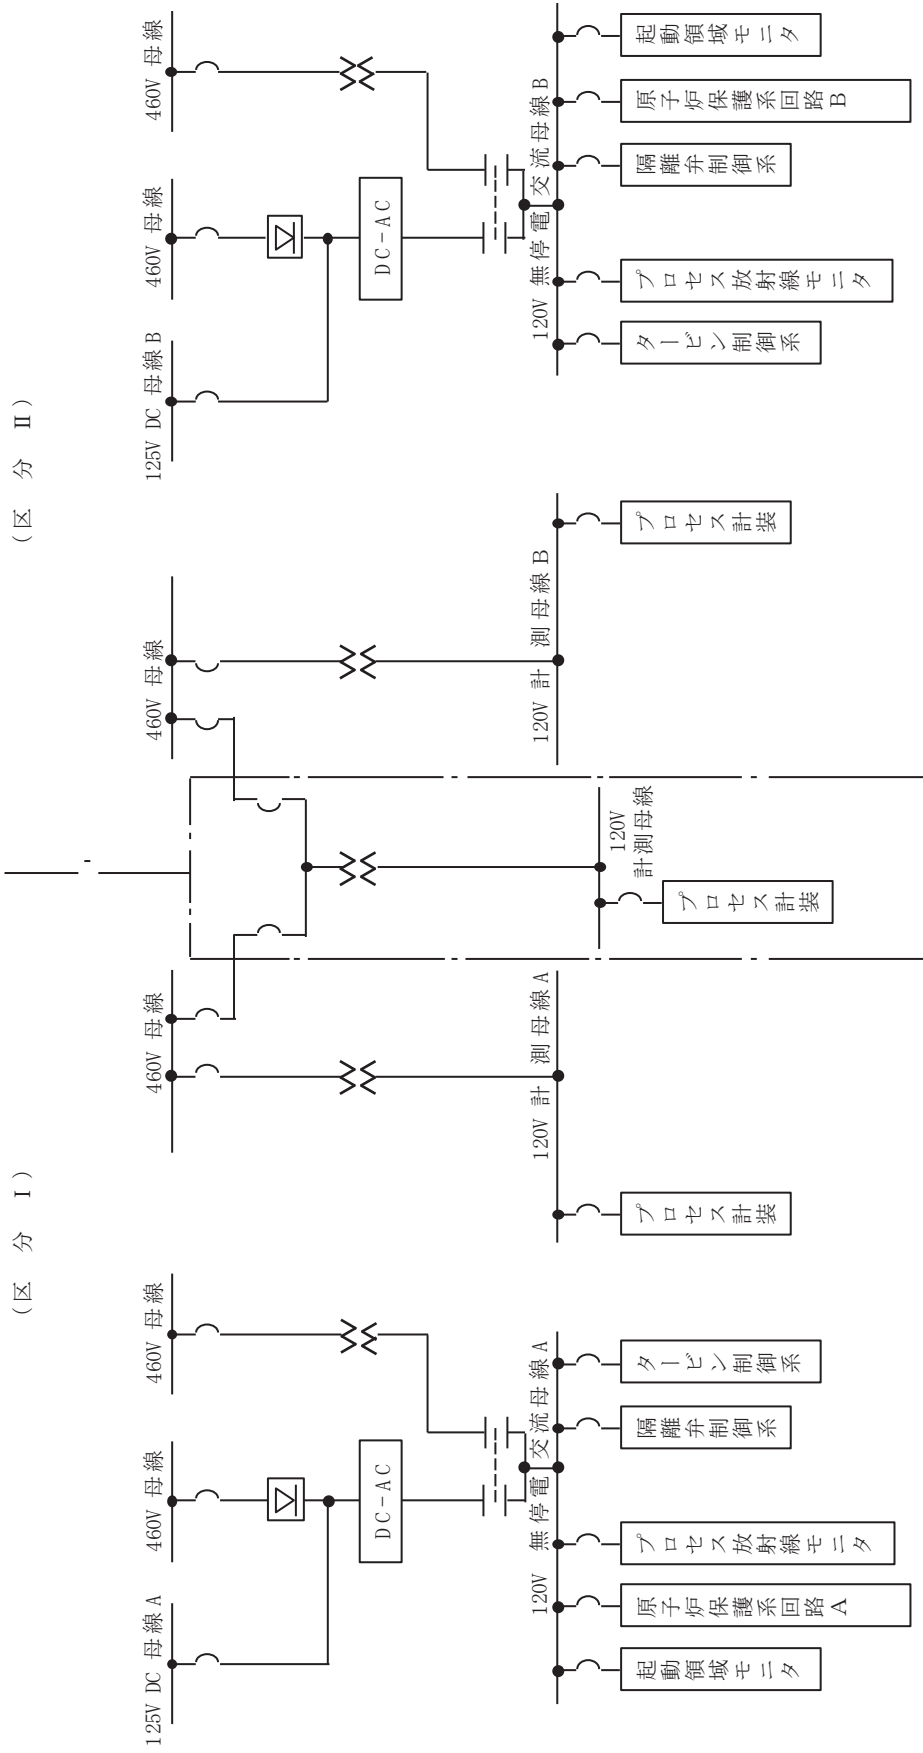 (区 分 I)
(区 分 II)
125V DC 母線 A
460V 母線
460V 母線
460V 母線
460V 母線
125V DC 母線 B
460V 母線
460V 母線
DC-AC
DC-AC
120V 無停電 交流母線 A
120V 計 測母線 A
120V
計測母線
120V 計 測母線 B
120V 無停電 交流母線 B
起動領域モニタ
原子炉保護系回路 A
プロセス放射線モニタ
隔離弁制御系
タービン制御系
プロセス計装
プロセス計装
プロセス計装
タービン制御系
プロセス放射線モニタ
隔離弁制御系
原子炉保護系回路 B
起動領域モニタ